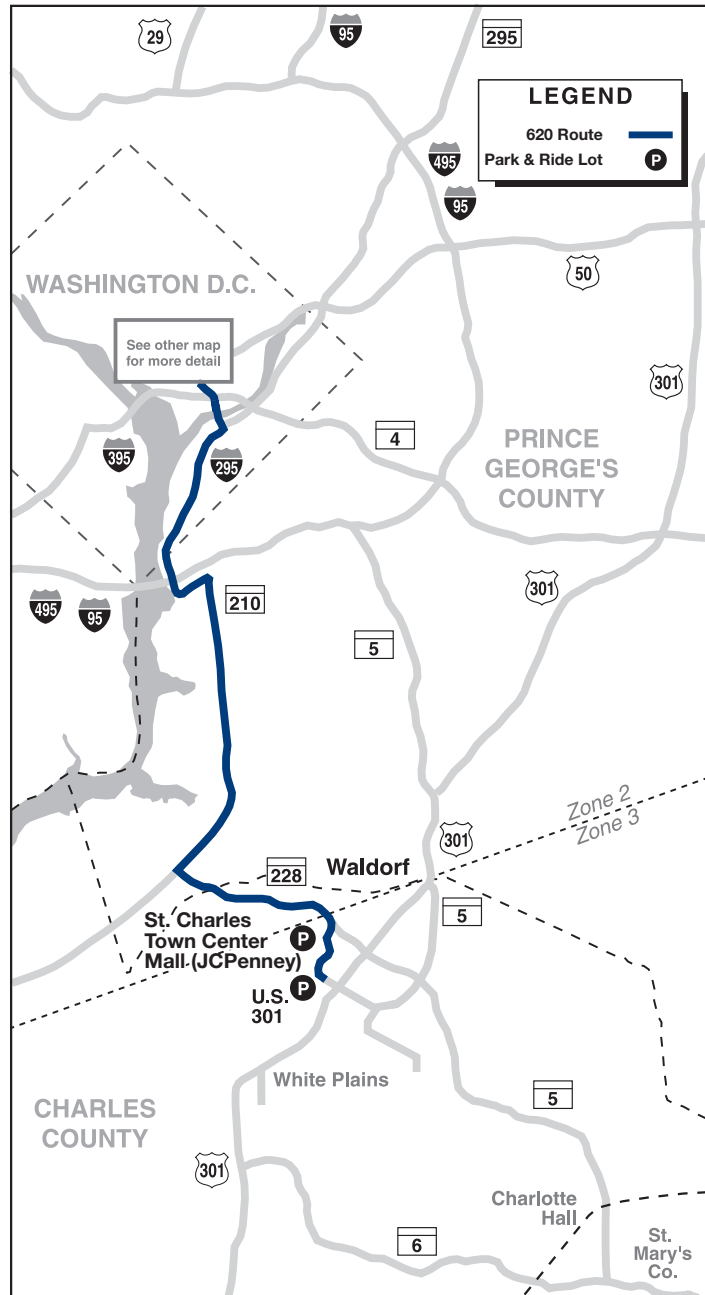 29
95
295
LEGEND
620 Route
Park & Ride Lot
P
495
95
50
WASHINGTON D.C.
See other map
for more detail
301
395
295
4
PRINCE
GEORGE'S
COUNTY
301
495
95
210
5
Zone 2
Zone 3
301
228
Waldorf
5
St. Charles
Town Center
Mall (JCPenney)
P
U.S.
301
P
White Plains
CHARLES
COUNTY
5
301
Charlotte
Hall
6
St.
Mary's
Co.